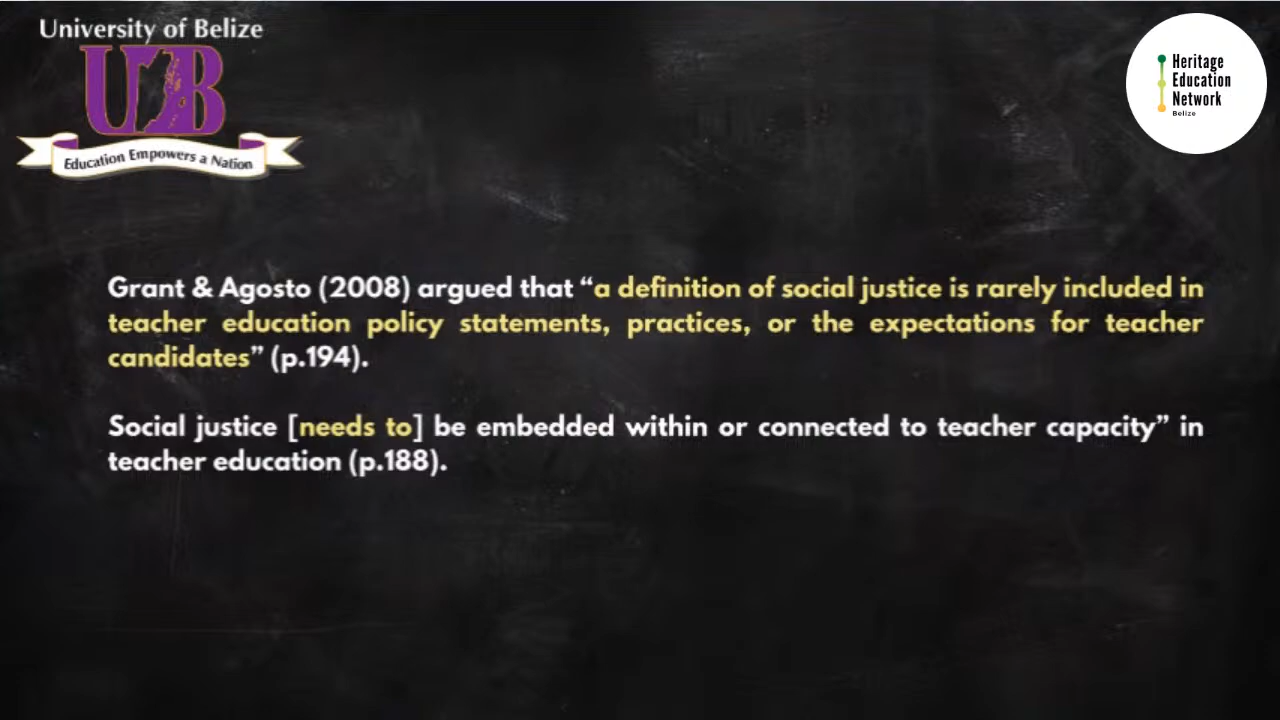 University of Belize
UB
Education Empowers a Nation
Heritage
Education
Network
Belize
Grant & Agosto (2008) argued that “a definition of social justice is rarely included in
teacher education policy statements, practices, or the expectations for teacher
candidates” (p.194).
Social justice [needs to] be embedded within or connected to teacher capacity” in
teacher education (p.188).